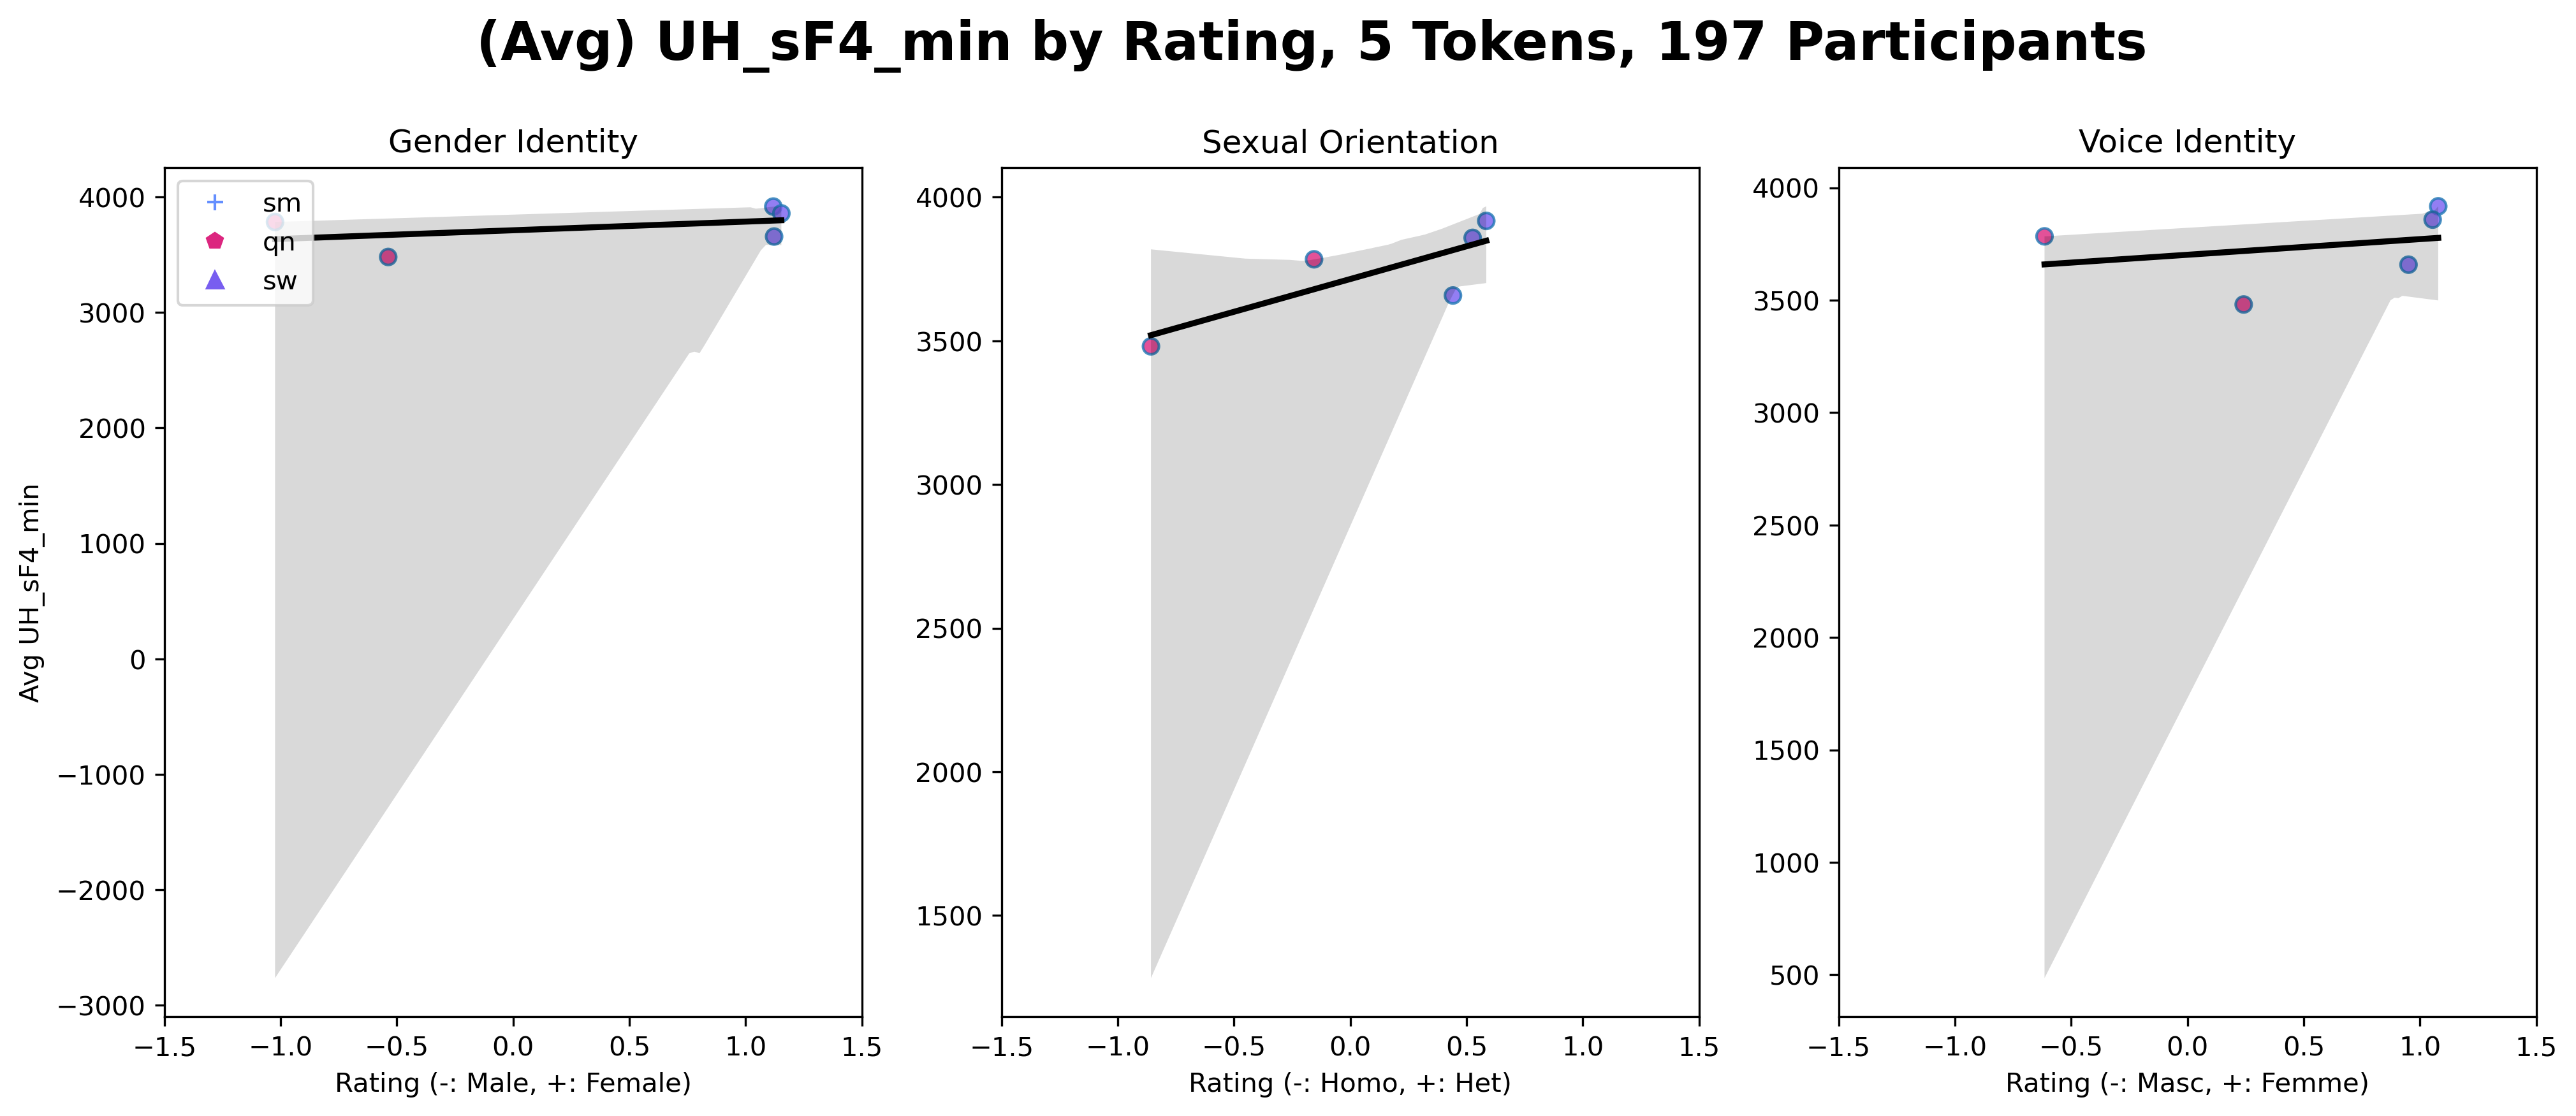 (Avg) UH_sF4_min by Rating, 5 Tokens, 197 Participants
Gender Identity
Sexual Orientation
Voice Identity
sm
qn
sw
Avg UH_sF4_min
4000
3000
2000
1000
0
−1000
−2000
−3000
−1.5 −1.0 −0.5 0.0 0.5 1.0 1.5
Rating (-: Male, +: Female)
4000
3500
3000
2500
2000
1500
−1.5 −1.0 −0.5 0.0 0.5 1.0 1.5
Rating (-: Homo, +: Het)
4000
3500
3000
2500
2000
1500
1000
500
−1.5 −1.0 −0.5 0.0 0.5 1.0 1.5
Rating (-: Masc, +: Femme)